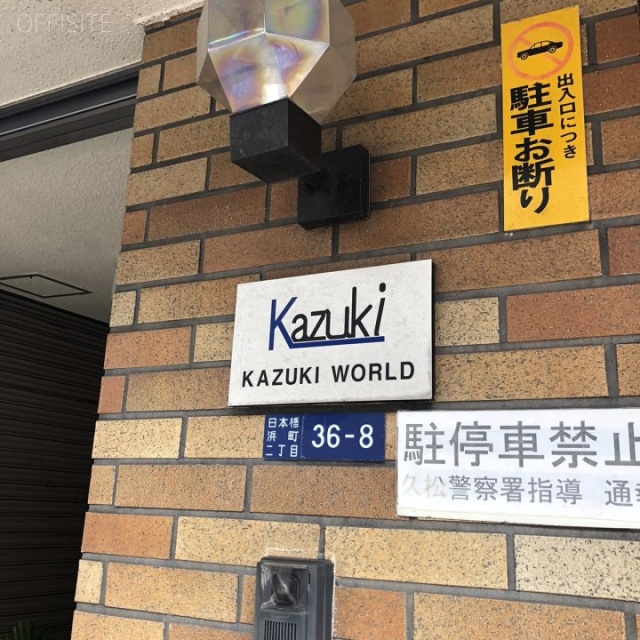 OFFISITE
出入口につき
駐車お断り
Kazuki
KAZUKI WORLD
日本橋
浜町
二丁目
36-8
駐停車禁止
久松警察署指導 通